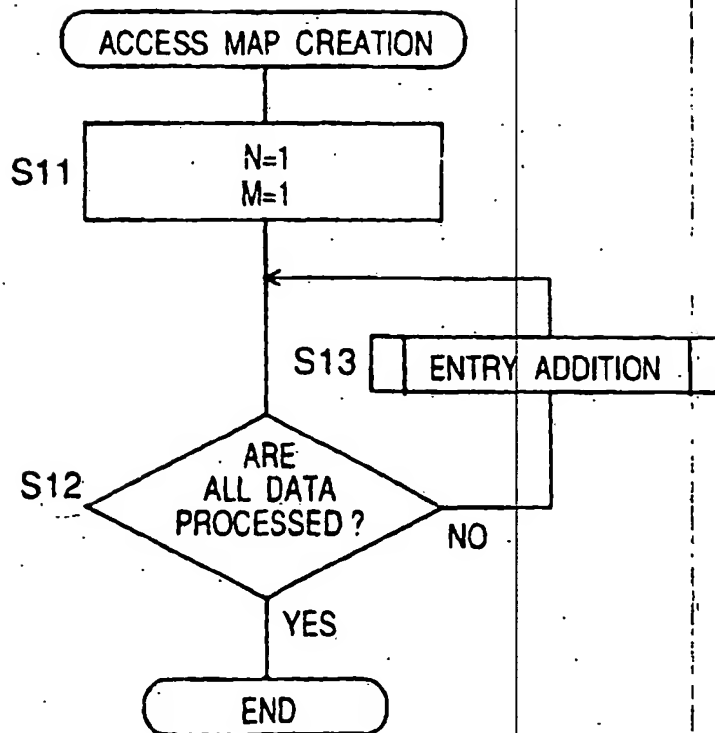 ACCESS MAP CREATION
S11
N=1
M=1
S13
ENTRY ADDITION
S12
ARE
ALL DATA
PROCESSED?
NO
YES
END